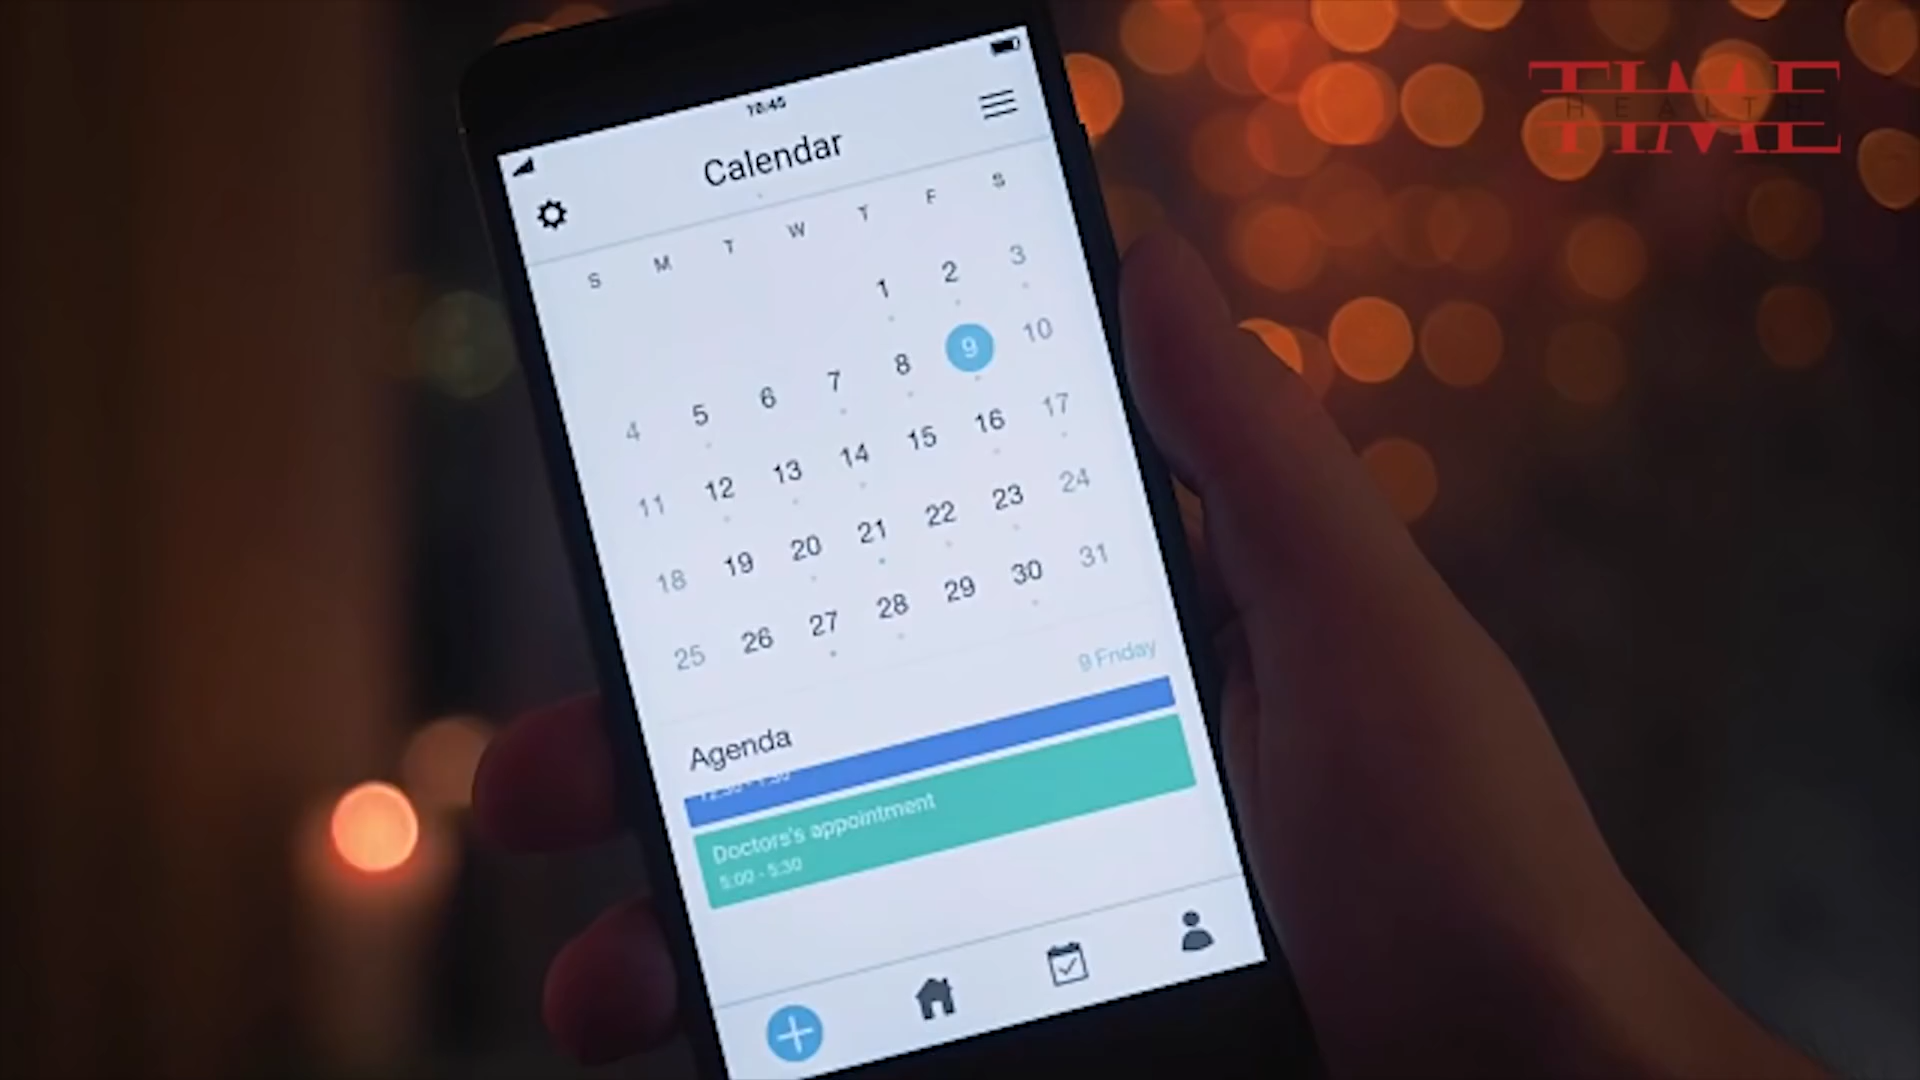 TIME
HEALTH
Calendar
S M T W T F S
1 2 3
4 5 6 7 8 9 10
11 12 13 14 15 16 17
18 19 20 21 22 23 24
25 26 27 28 29 30 31
9 Friday
Agenda
Doctors's appointment
5:00 - 5:30